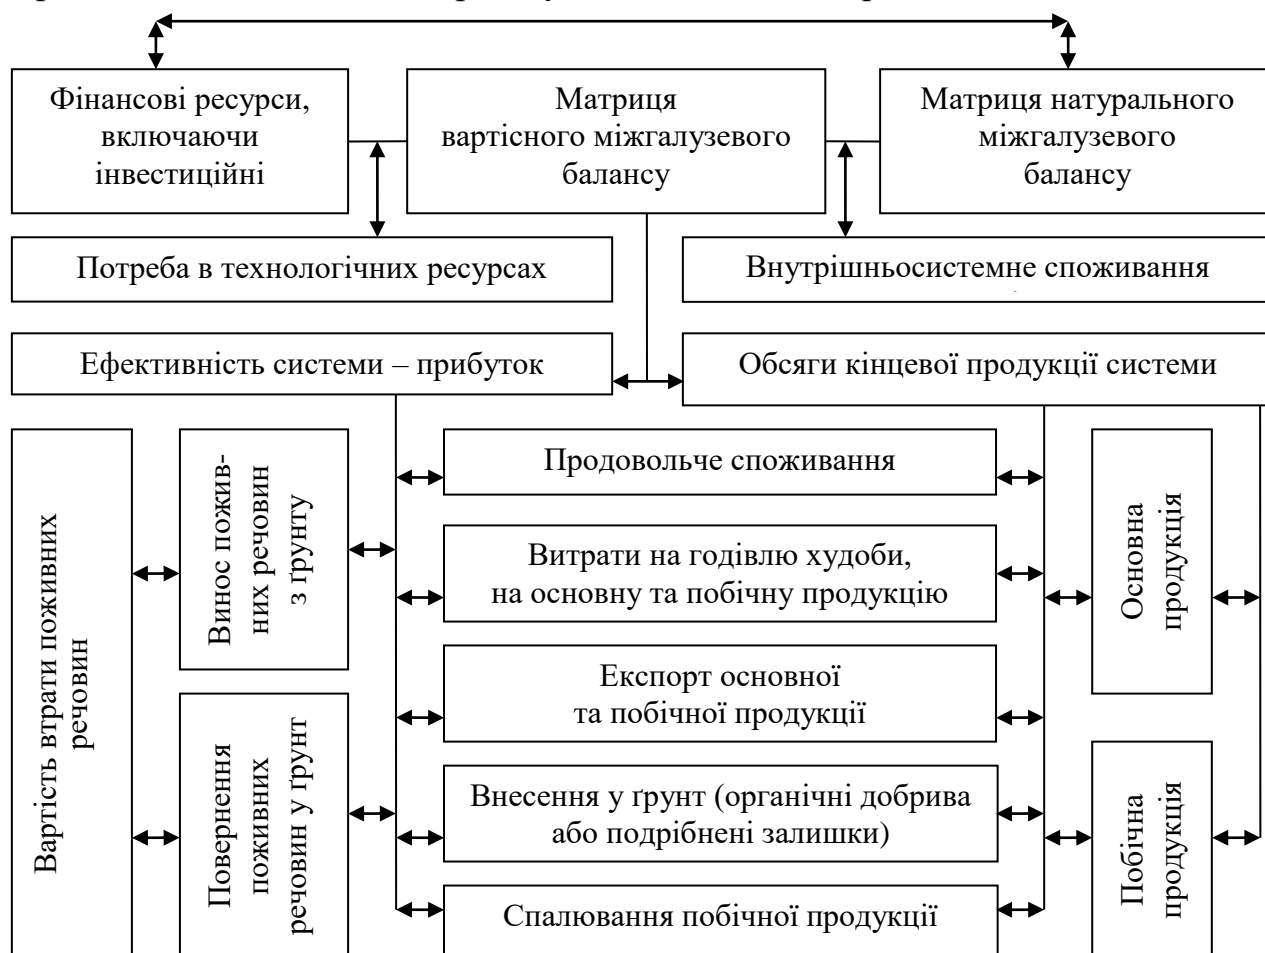 Фінансові ресурси,
включаючи
інвестиційні
Матриця
вартісного міжгалузевого
балансу
Матриця натурального
міжгалузевого
балансу
Потреба в технологічних ресурсах
Внутрішньосистемне споживання
Ефективність системи – прибуток
Обсяги кінцевої продукції системи
Вартість втрати поживних
речовин
Винос пожив-
них речовин
з ґрунту
Повернення
поживних
речовин у ґрунт
Продовольче споживання
Витрати на годівлю худоби,
на основну та побічну продукцію
Експорт основної
та побічної продукції
Внесення у ґрунт (органічні добрива
або подрібнені залишки)
Спалювання побічної продукції
Основна
продукція
Побічна
продукція